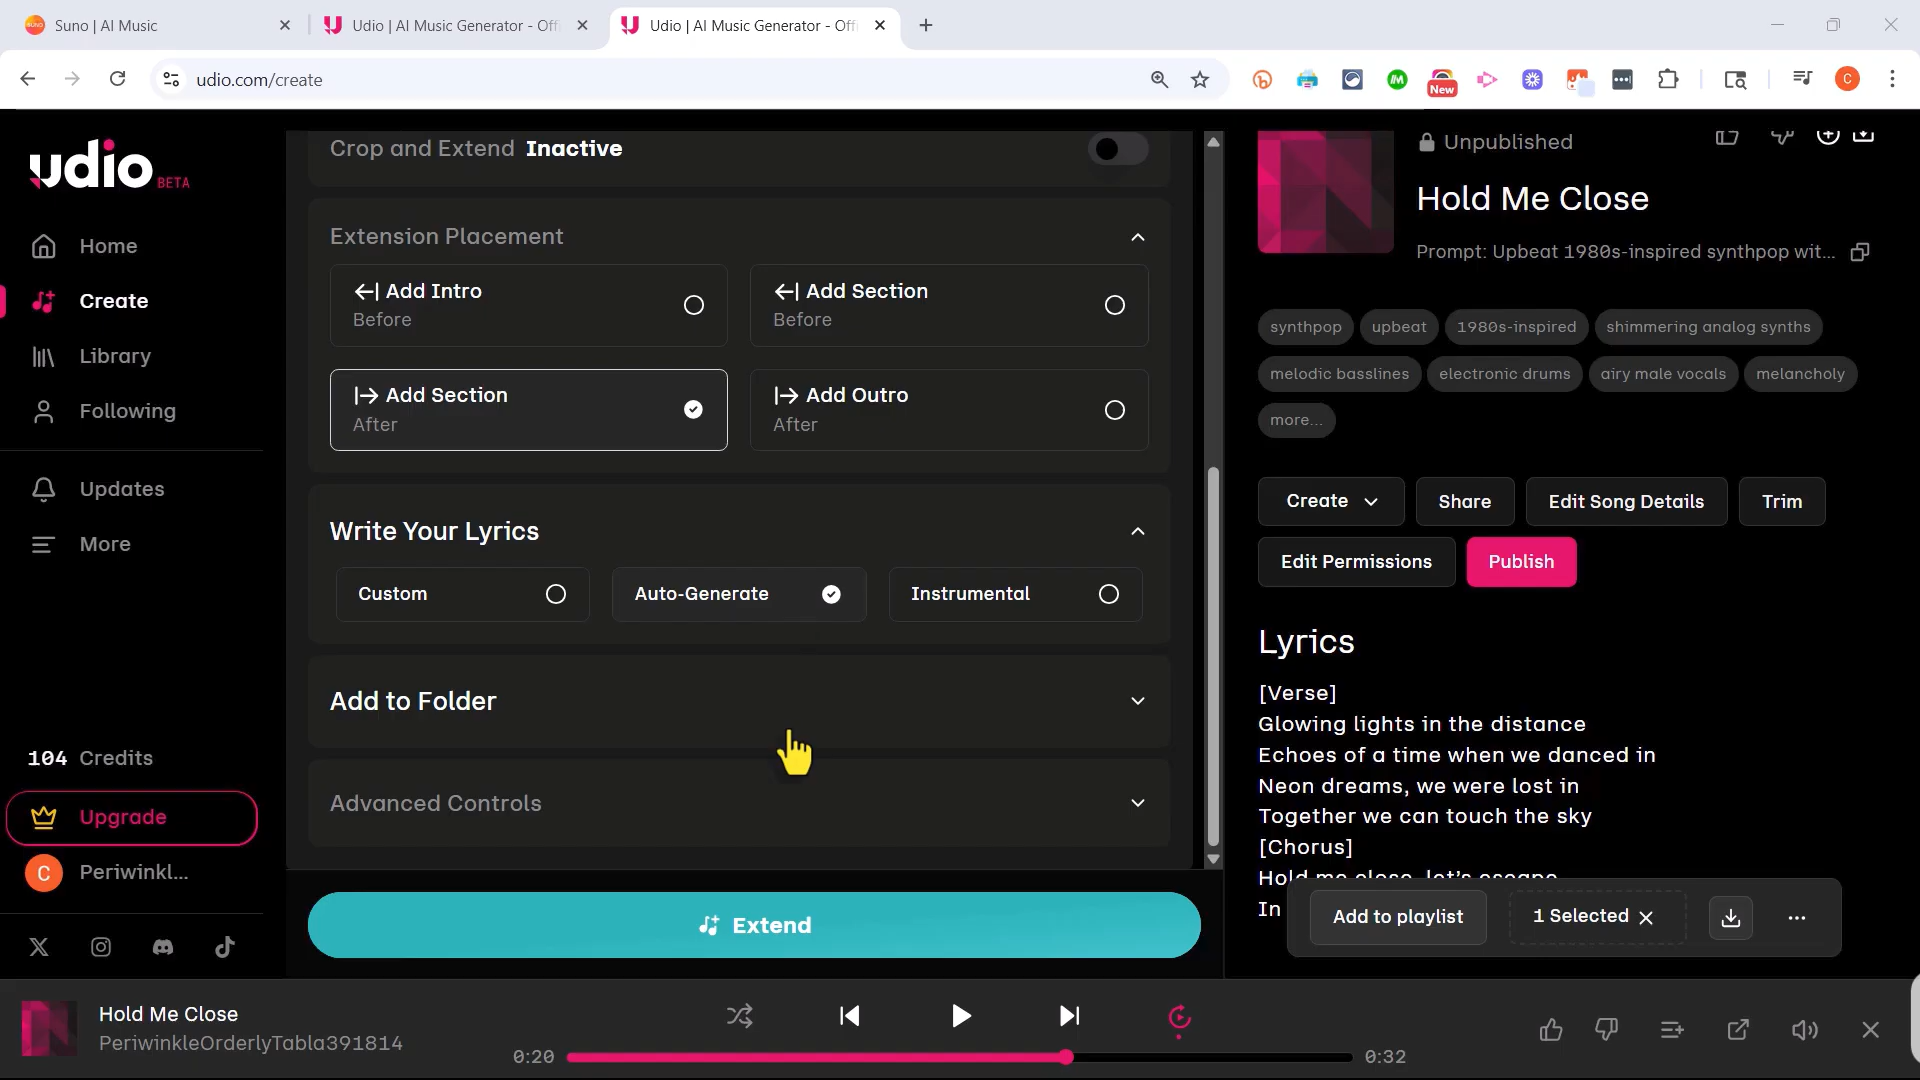 Suno | AI Music
Udio | AI Music Generator - Offi
Udio | AI Music Generator - Offi
udio.com/create
New
C
udio BETA
Home
Create
Library
Following
Updates
More
104 Credits
Upgrade
C
Periwinkl...
Crop and Extend Inactive
Extension Placement
Add Intro
Before
Add Section
Before
Add Section
After
Add Outro
After
Write Your Lyrics
Custom
Auto-Generate
Instrumental
Add to Folder
Advanced Controls
Extend
Unpublished
Hold Me Close
Prompt: Upbeat 1980s-inspired synthpop wit...
synthpop
upbeat
1980s-inspired
shimmering analog synths
melodic basslines
electronic drums
airy male vocals
melancholy
more...
Create
Share
Edit Song Details
Trim
Edit Permissions
Publish
Lyrics
[Verse]
Glowing lights in the distance
Echoes of a time when we danced in
Neon dreams, we were lost in
Together we can touch the sky
[Chorus]
Hold me close, let's escape
In
Add to playlist
1 Selected
Hold Me Close
PeriwinkleOrderlyTabla391814
0:20
0:32